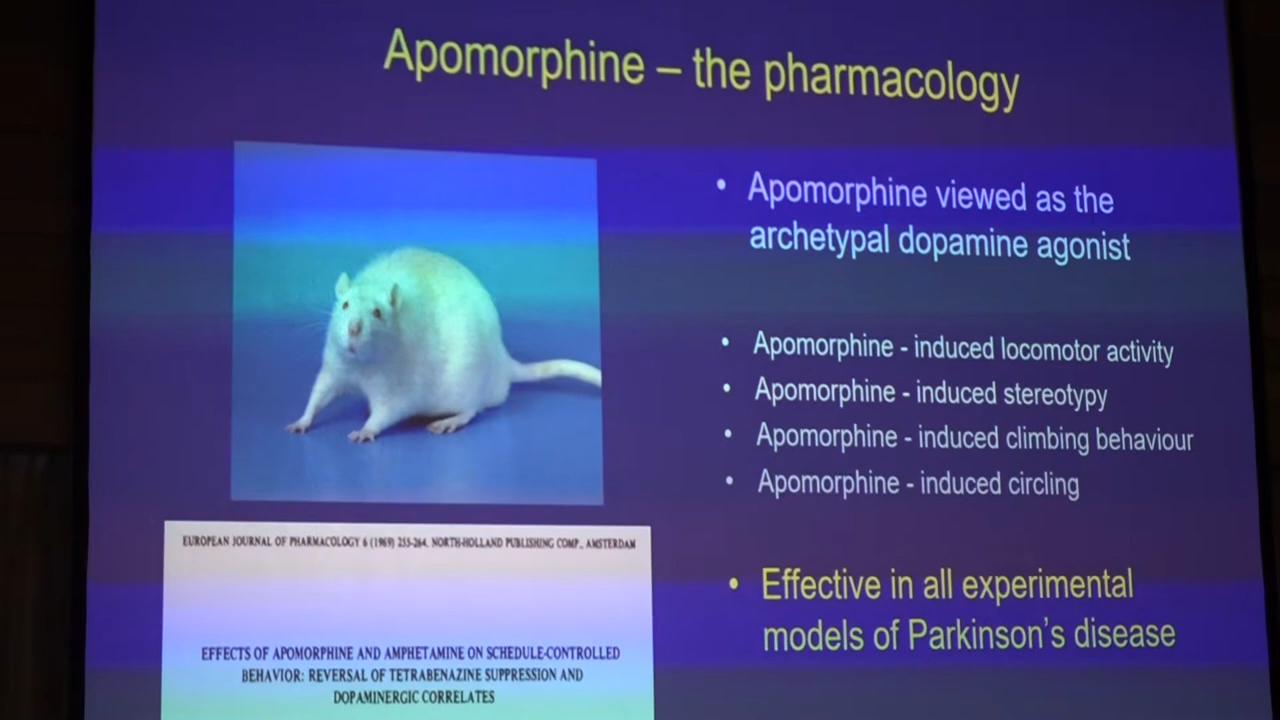 Apomorphine – the pharmacology
• Apomorphine viewed as the
archetypal dopamine agonist
• Apomorphine - induced locomotor activity
• Apomorphine - induced stereotypy
• Apomorphine - induced climbing behaviour
• Apomorphine - induced circling
• Effective in all experimental
models of Parkinson's disease
EUROPEAN JOURNAL OF PHARMACOLOGY 6 (1969) 255-264. NORTH-HOLLAND PUBLISHING COMP., AMSTERDAM
EFFECTS OF APOMORPHINE AND AMPHETAMINE ON SCHEDULE-CONTROLLED
BEHAVIOR: REVERSAL OF TETRABENAZINE SUPPRESSION AND
DOPAMINERGIC CORRELATES